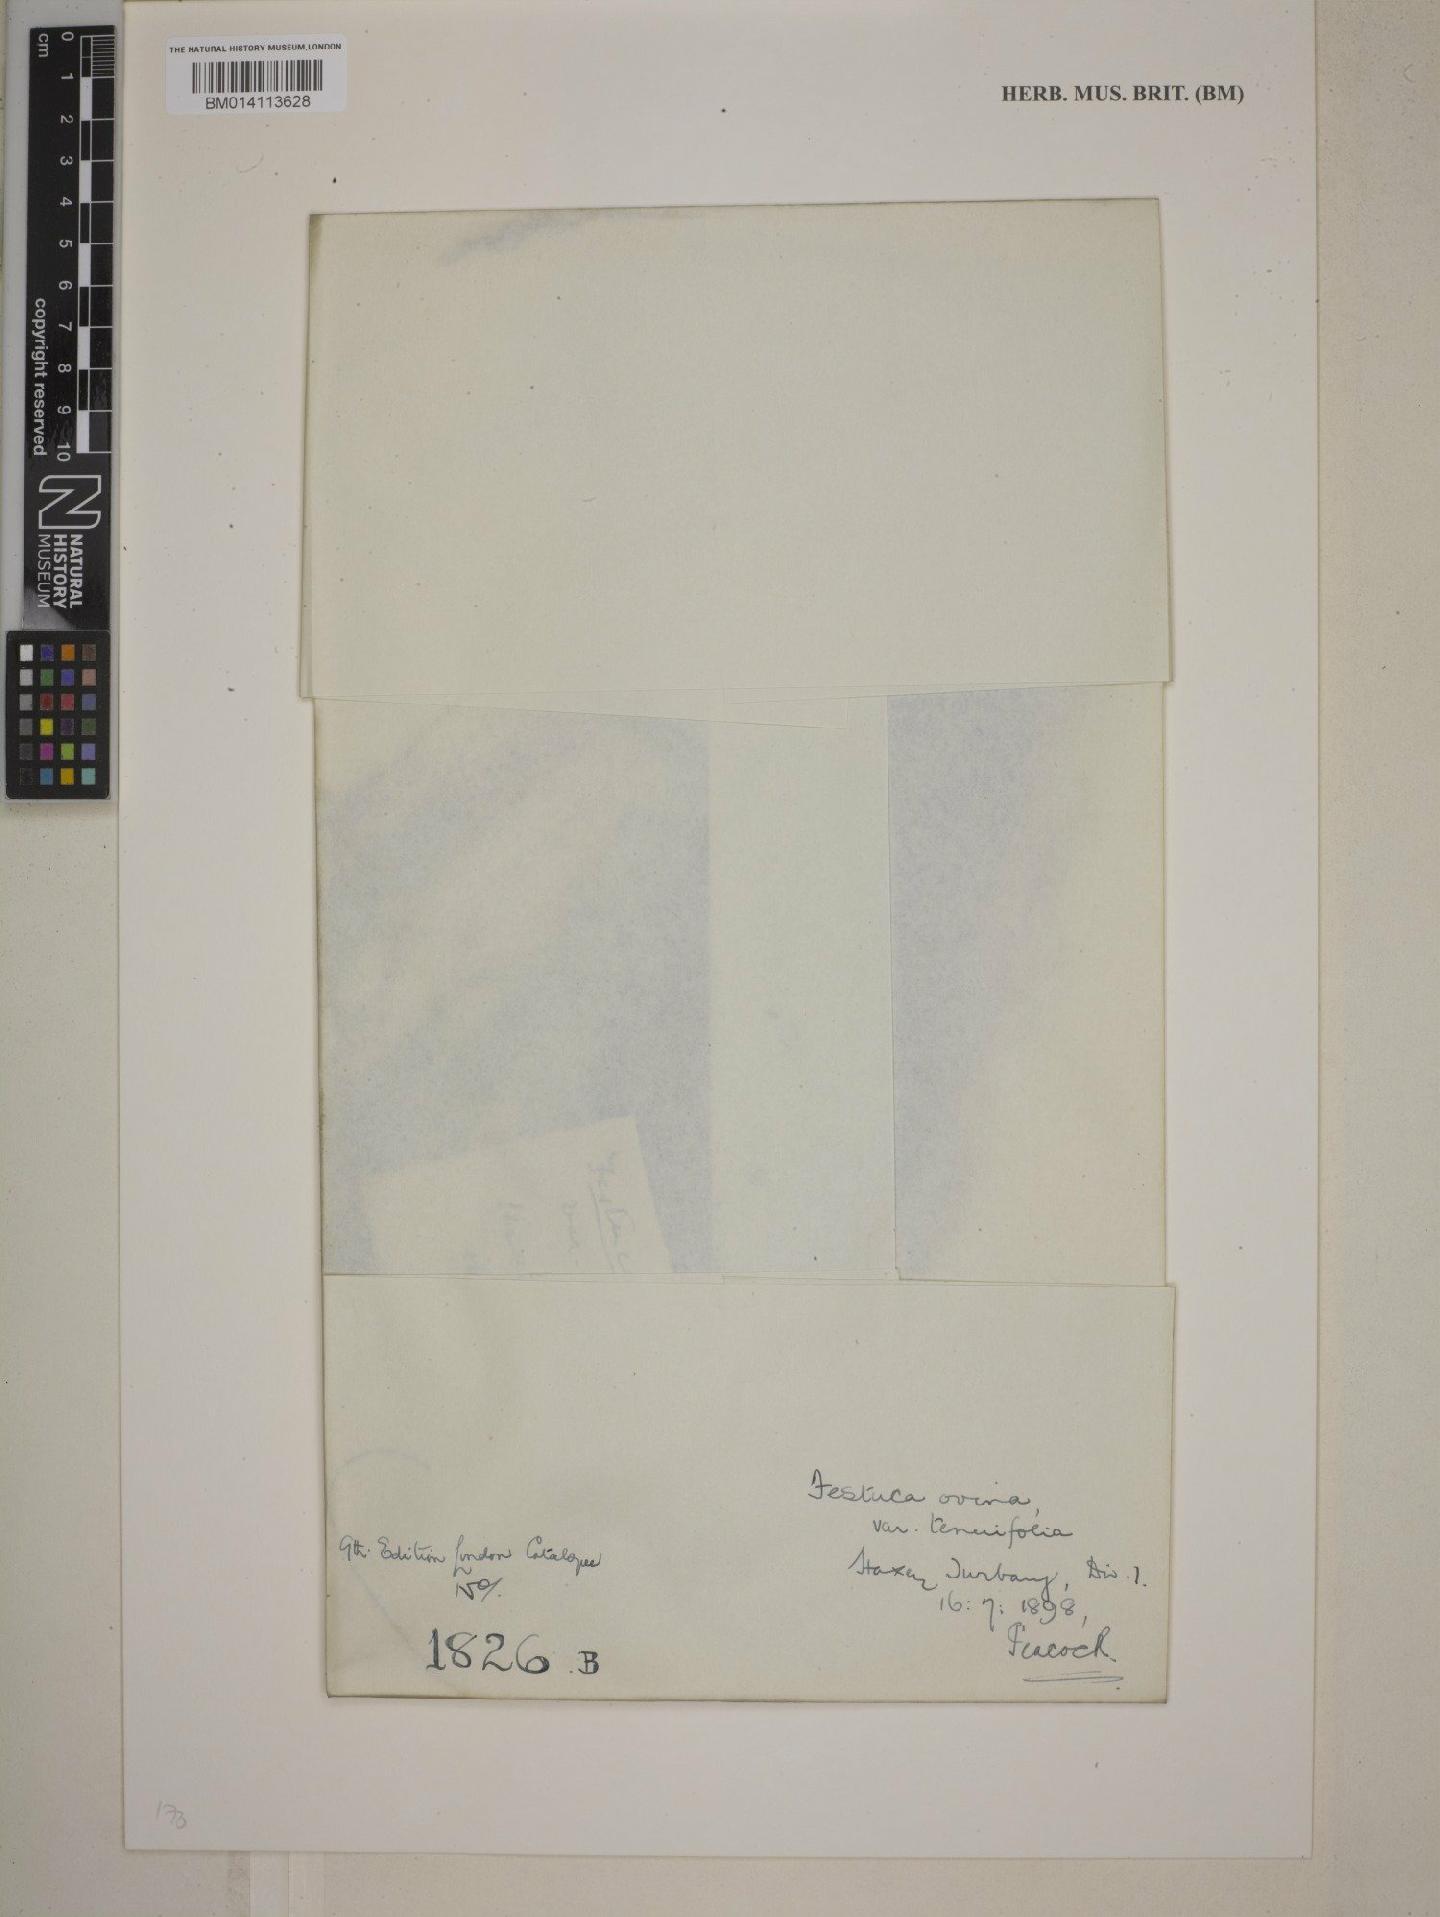 THE NATURAL HISTORY MUSEUM, LONDON
BM014113628
HERB. MUS. BRIT. (BM)
0 1 2 3 4 5 6 7 8 9 10
cm
copyright reserved
NATURAL
HISTORY
MUSEUM
Festuca ovina,
var. tenuifolia
Haxey Turbary, Div. 1.
16: 7: 1898,
Peacock.
9th. Edition London Catalogue
No.
1826. B
173